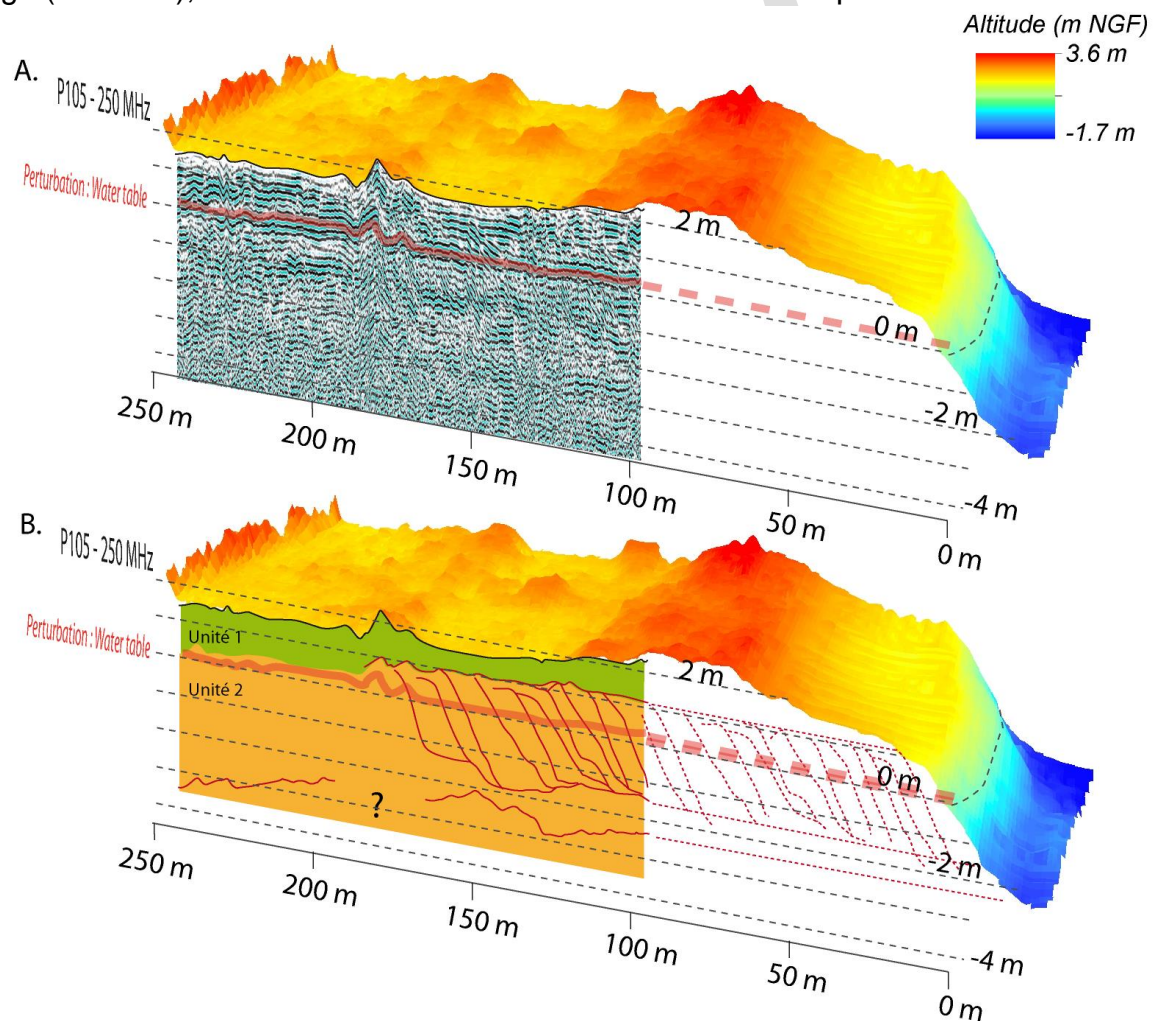 Altitude (m NGF)
3.6 m
-1.7 m
A.
P105 - 250 MHz
Perturbation : Water table
2 m
0 m
-2 m
-4 m
250 m
200 m
150 m
100 m
50 m
0 m
B.
P105 - 250 MHz
Perturbation : Water table
Unité 1
Unité 2
?
2 m
0 m
-2 m
-4 m
250 m
200 m
150 m
100 m
50 m
0 m